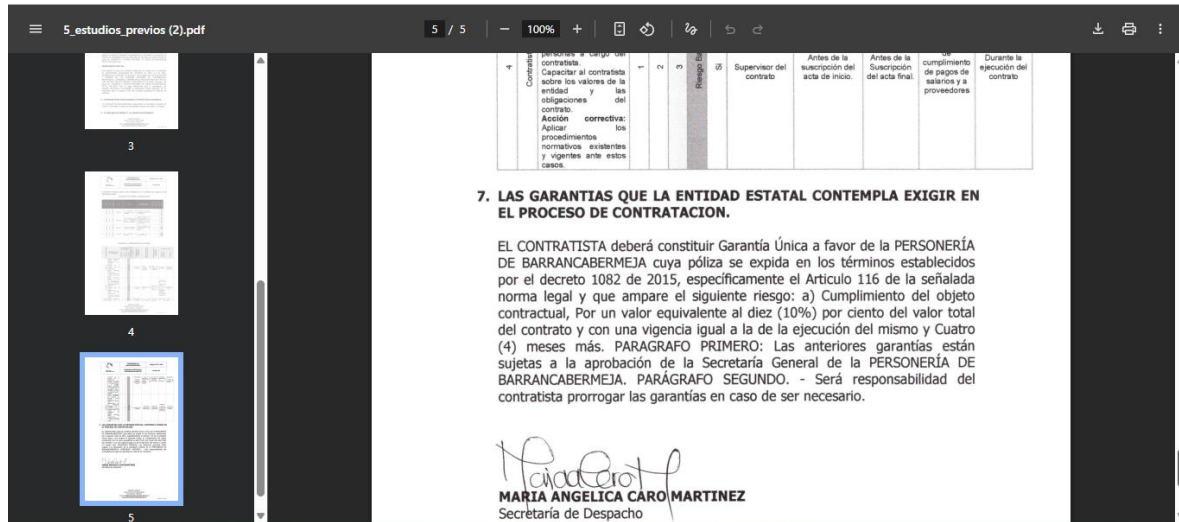 5_estudios_previos (2).pdf
5 / 5
100%
3
4
5
4
Contratist
personas a cargo del
contratista.
Capacitar al contratista
sobre los valores de la
entidad y las
obligaciones del
contrato.
Acción correctiva:
Aplicar los
procedimientos
normativos existentes
y vigentes ante estos
casos.
1
2
3
Riesgo Ba
SI
Supervisor del
contrato
Antes de la
suscripción del
acta de inicio.
Antes de la
Suscripción
del acta final.
de
cumplimiento
de pagos de
salarios y a
proveedores
Durante la
ejecución del
contrato
7. LAS GARANTIAS QUE LA ENTIDAD ESTATAL CONTEMPLA EXIGIR EN
EL PROCESO DE CONTRATACION.
EL CONTRATISTA deberá constituir Garantía Única a favor de la PERSONERÍA
DE BARRANCABERMEJA cuya póliza se expida en los términos establecidos
por el decreto 1082 de 2015, específicamente el Articulo 116 de la señalada
norma legal y que ampare el siguiente riesgo: a) Cumplimiento del objeto
contractual, Por un valor equivalente al diez (10%) por ciento del valor total
del contrato y con una vigencia igual a la de la ejecución del mismo y Cuatro
(4) meses más. PARAGRAFO PRIMERO: Las anteriores garantías están
sujetas a la aprobación de la Secretaría General de la PERSONERÍA DE
BARRANCABERMEJA. PARÁGRAFO SEGUNDO. - Será responsabilidad del
contratista prorrogar las garantías en caso de ser necesario.
MARIA ANGELICA CARO MARTINEZ
Secretaría de Despacho